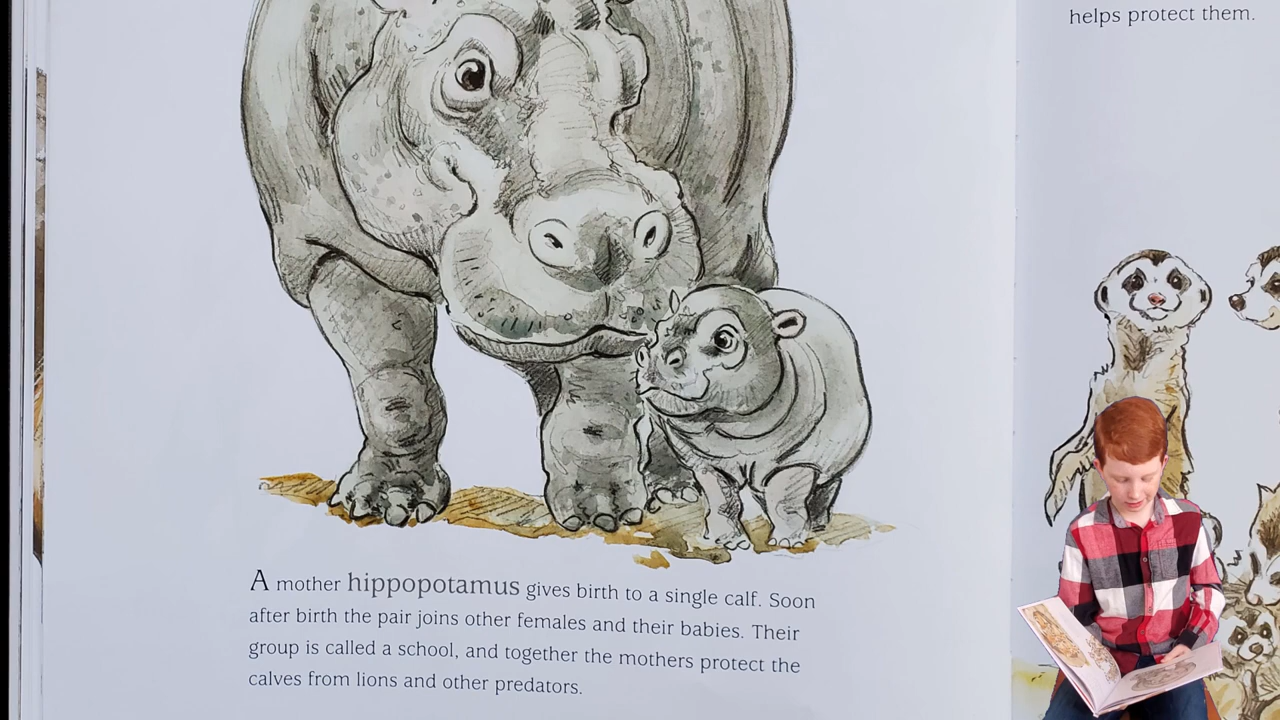 A mother hippopotamus gives birth to a single calf. Soon
after birth the pair joins other females and their babies. Their
group is called a school, and together the mothers protect the
calves from lions and other predators.
helps protect them.